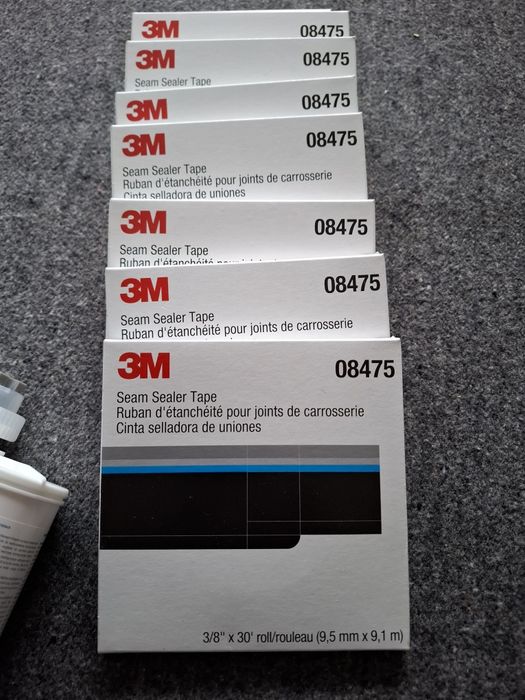 3M 08475
3M 08475
Seam Sealer Tape
3M 08475
3M 08475
Seam Sealer Tape
Ruban d'étanchéité pour joints de carrosserie
Cinta selladora de uniones
3M 08475
Seam Sealer Tape
Ruban d'étanchéité
3M 08475
Seam Sealer Tape
Ruban d'étanchéité pour joints de carrosserie
3M 08475
Seam Sealer Tape
Ruban d'étanchéité pour joints de carrosserie
Cinta selladora de uniones
3/8" x 30' roll/rouleau (9,5 mm x 9,1 m)